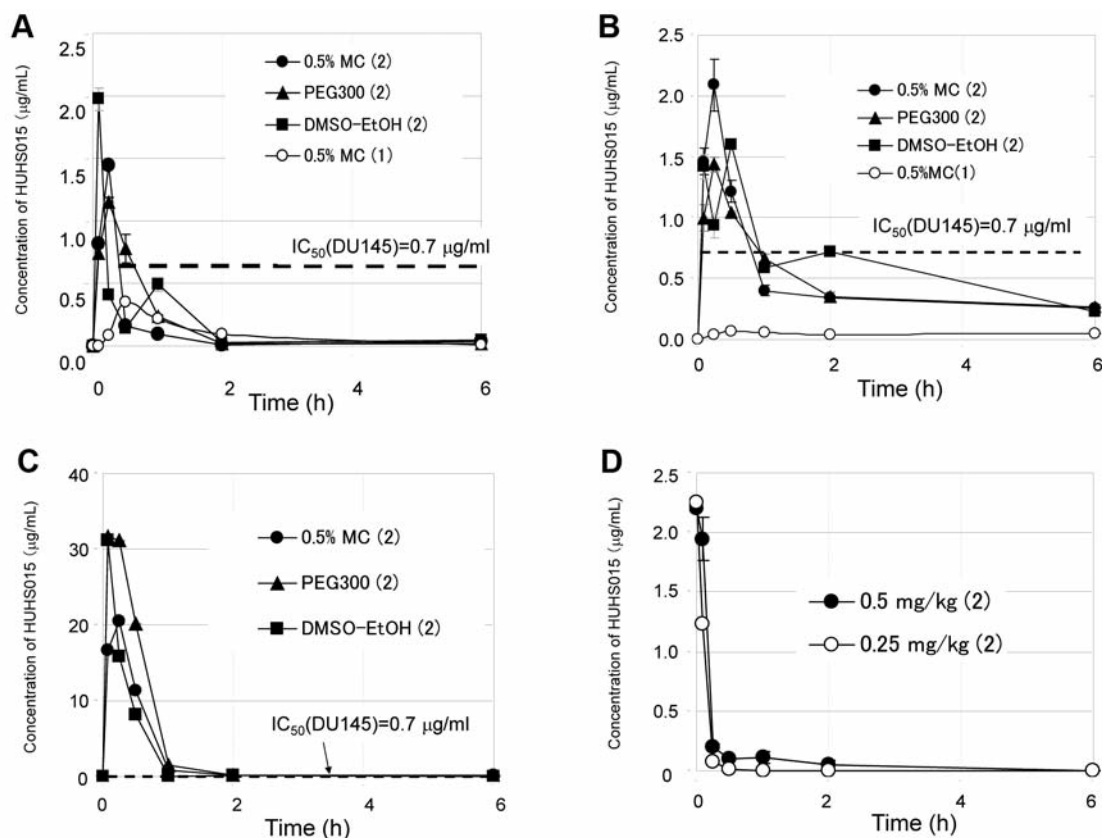 A
Concentration of HUHS015 (μg/mL)
2.5
2.0
1.5
1.0
0.5
0.0
0.5% MC (2)
PEG300 (2)
DMSO-EtOH (2)
0.5% MC (1)
IC50(DU145)=0.7 μg/ml
0
2
4
6
Time (h)
B
Concentration of HUHS015 (μg/mL)
2.5
2.0
1.5
1.0
0.5
0.0
0.5% MC (2)
PEG300 (2)
DMSO-EtOH (2)
0.5%MC(1)
IC50(DU145)=0.7 μg/ml
0
2
4
6
Time (h)
C
Concentration of HUHS015 (μg/mL)
40
30
20
10
0
0.5% MC (2)
PEG300 (2)
DMSO-EtOH (2)
IC50(DU145)=0.7 μg/ml
0
2
4
6
Time (h)
D
Concentration of HUHS015 (μg/mL)
2.5
2.0
1.5
1.0
0.5
0
0.5 mg/kg (2)
0.25 mg/kg (2)
0
2
4
6
Time (h)